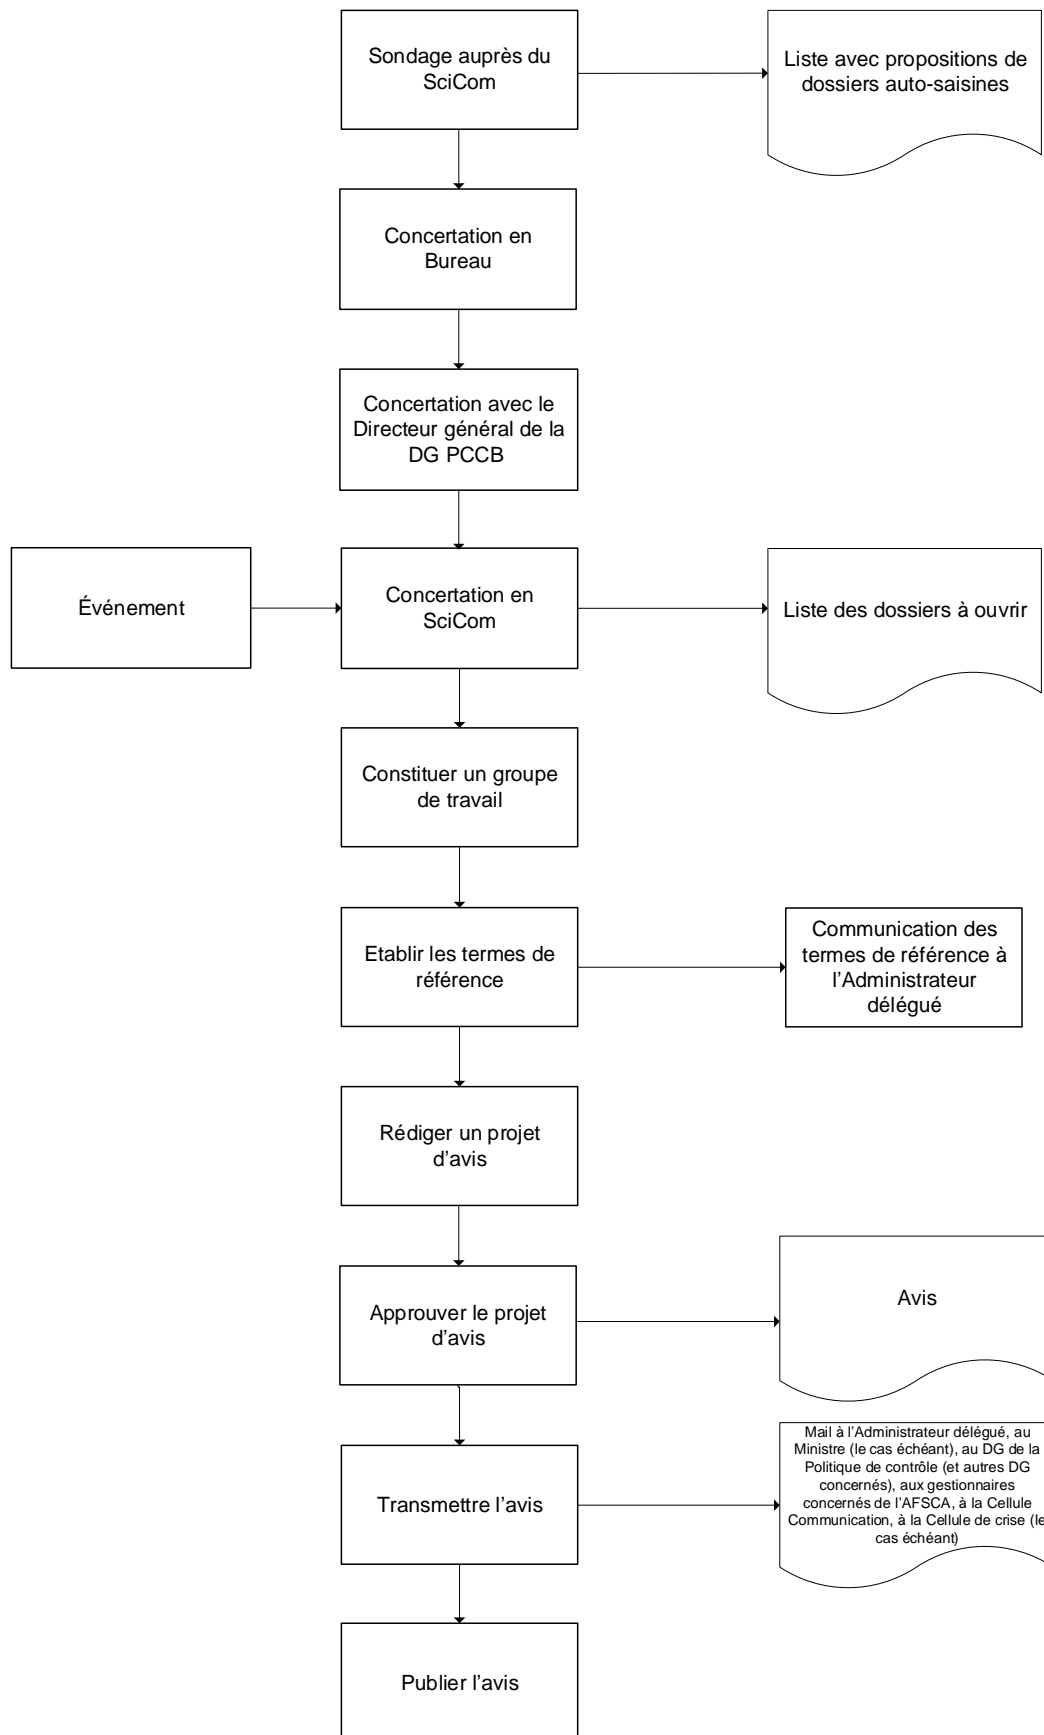 Sondage auprès du
SciCom
Liste avec propositions de
dossiers auto-saisines
Concertation en
Bureau
Concertation avec le
Directeur général de la
DG PCCB
Événement
Concertation en
SciCom
Liste des dossiers à ouvrir
Constituer un groupe
de travail
Etablir les termes de
référence
Communication des
termes de référence à
l'Administrateur
délégué
Rédiger un projet
d'avis
Approuver le projet
d'avis
Avis
Transmettre l'avis
Mail à l'Administrateur délégué, au
Ministre (le cas échéant), au DG de la
Politique de contrôle (et autres DG
concernés), aux gestionnaires
concernés de l'AFSCA, à la Cellule
Communication, à la Cellule de crise (le
cas échéant)
Publier l'avis